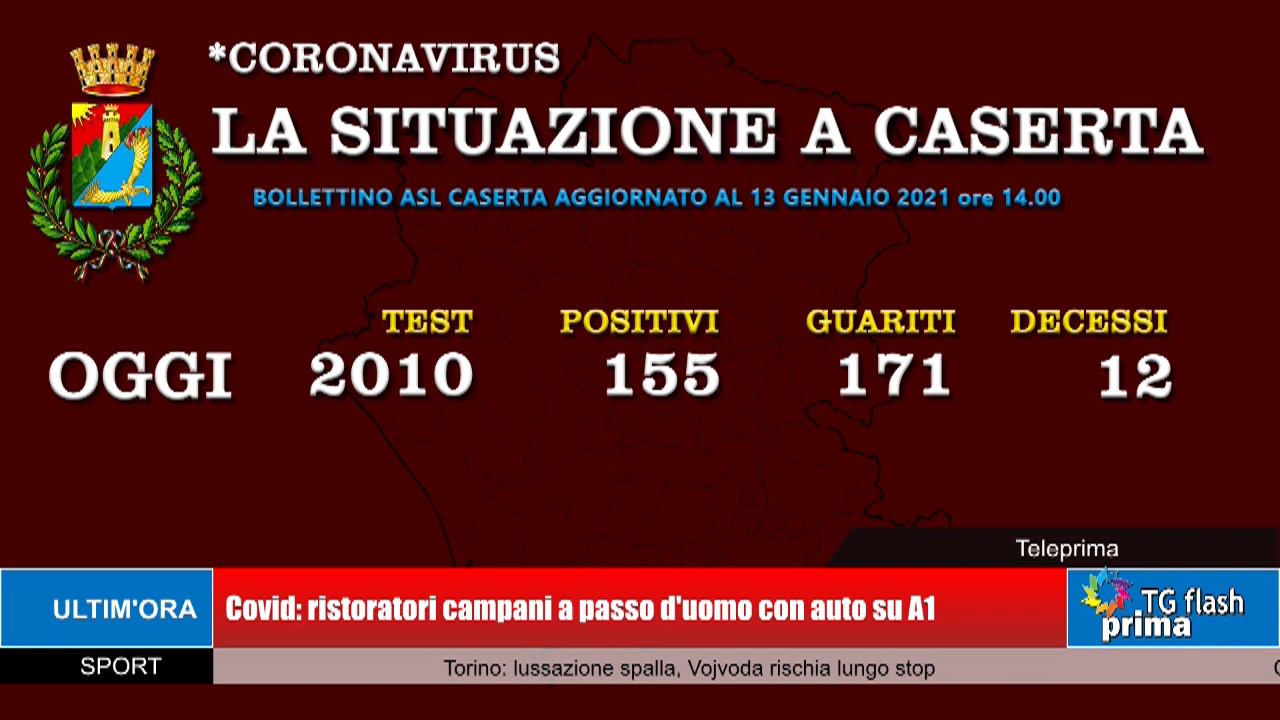 *CORONAVIRUS
LA SITUAZIONE A CASERTA
BOLLETTINO ASL CASERTA AGGIORNATO AL 13 GENNAIO 2021 ore 14.00
TEST POSITIVI GUARITI DECESSI
OGGI 2010 155 171 12
Teleprima
ULTIM'ORA Covid: ristoratori campani a passo d'uomo con auto su A1
TG flash
prima
SPORT Torino: lussazione spalla, Vojvoda rischia lungo stop